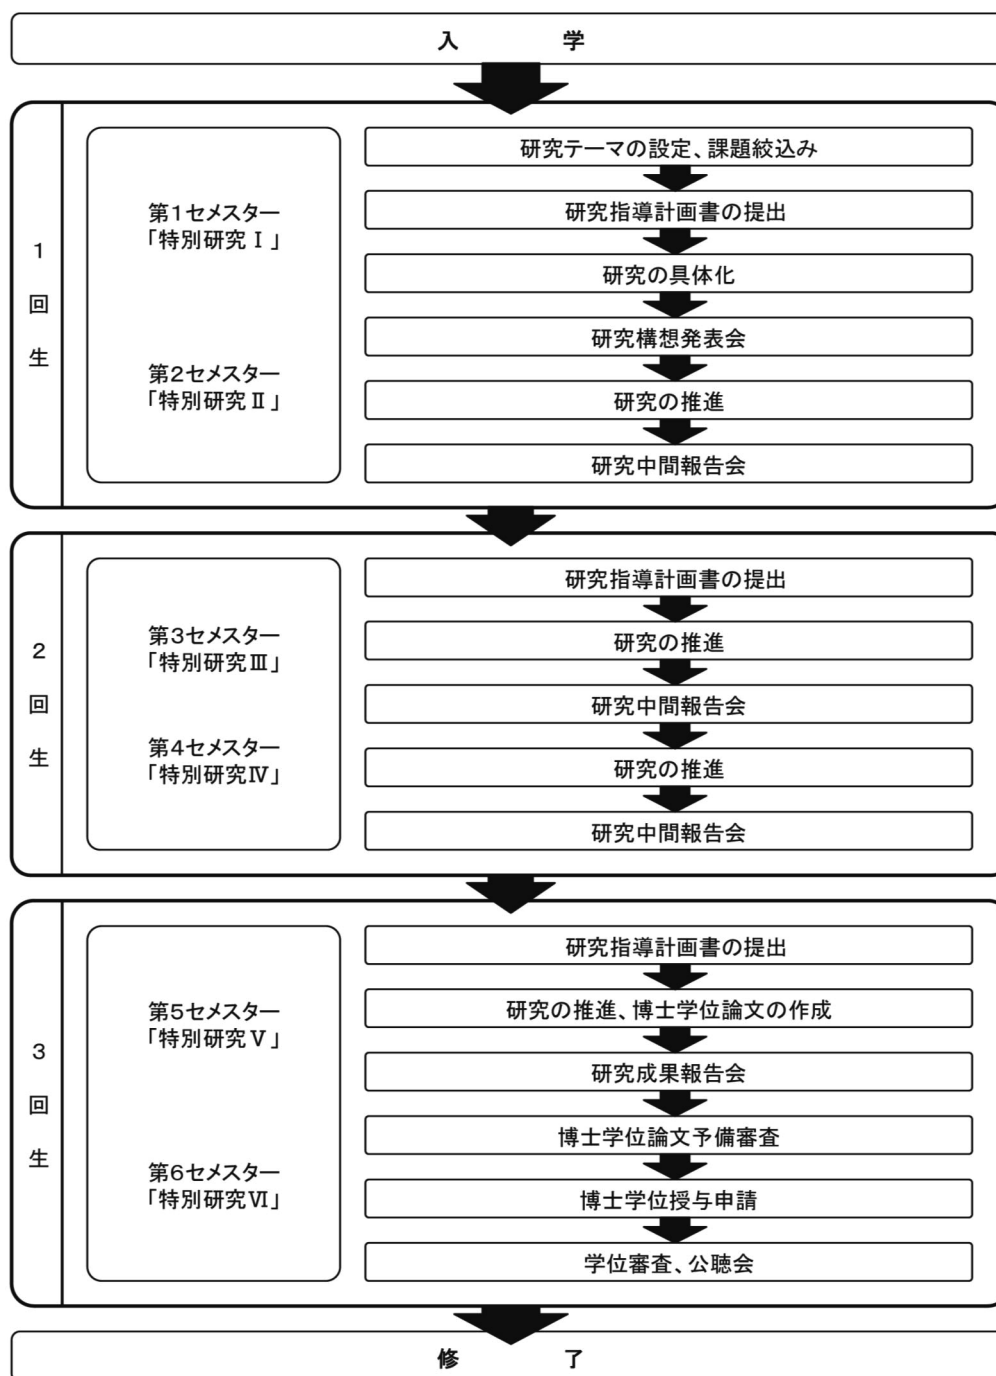 入 学
1回生
第1セメスター
「特別研究Ⅰ」
第2セメスター
「特別研究Ⅱ」
研究テーマの設定、課題絞込み
研究指導計画書の提出
研究の具体化
研究構想発表会
研究の推進
研究中間報告会
2回生
第3セメスター
「特別研究Ⅲ」
第4セメスター
「特別研究Ⅳ」
研究指導計画書の提出
研究の推進
研究中間報告会
研究の推進
研究中間報告会
3回生
第5セメスター
「特別研究Ⅴ」
第6セメスター
「特別研究Ⅵ」
研究指導計画書の提出
研究の推進、博士学位論文の作成
研究成果報告会
博士学位論文予備審査
博士学位授与申請
学位審査、公聴会
修 了